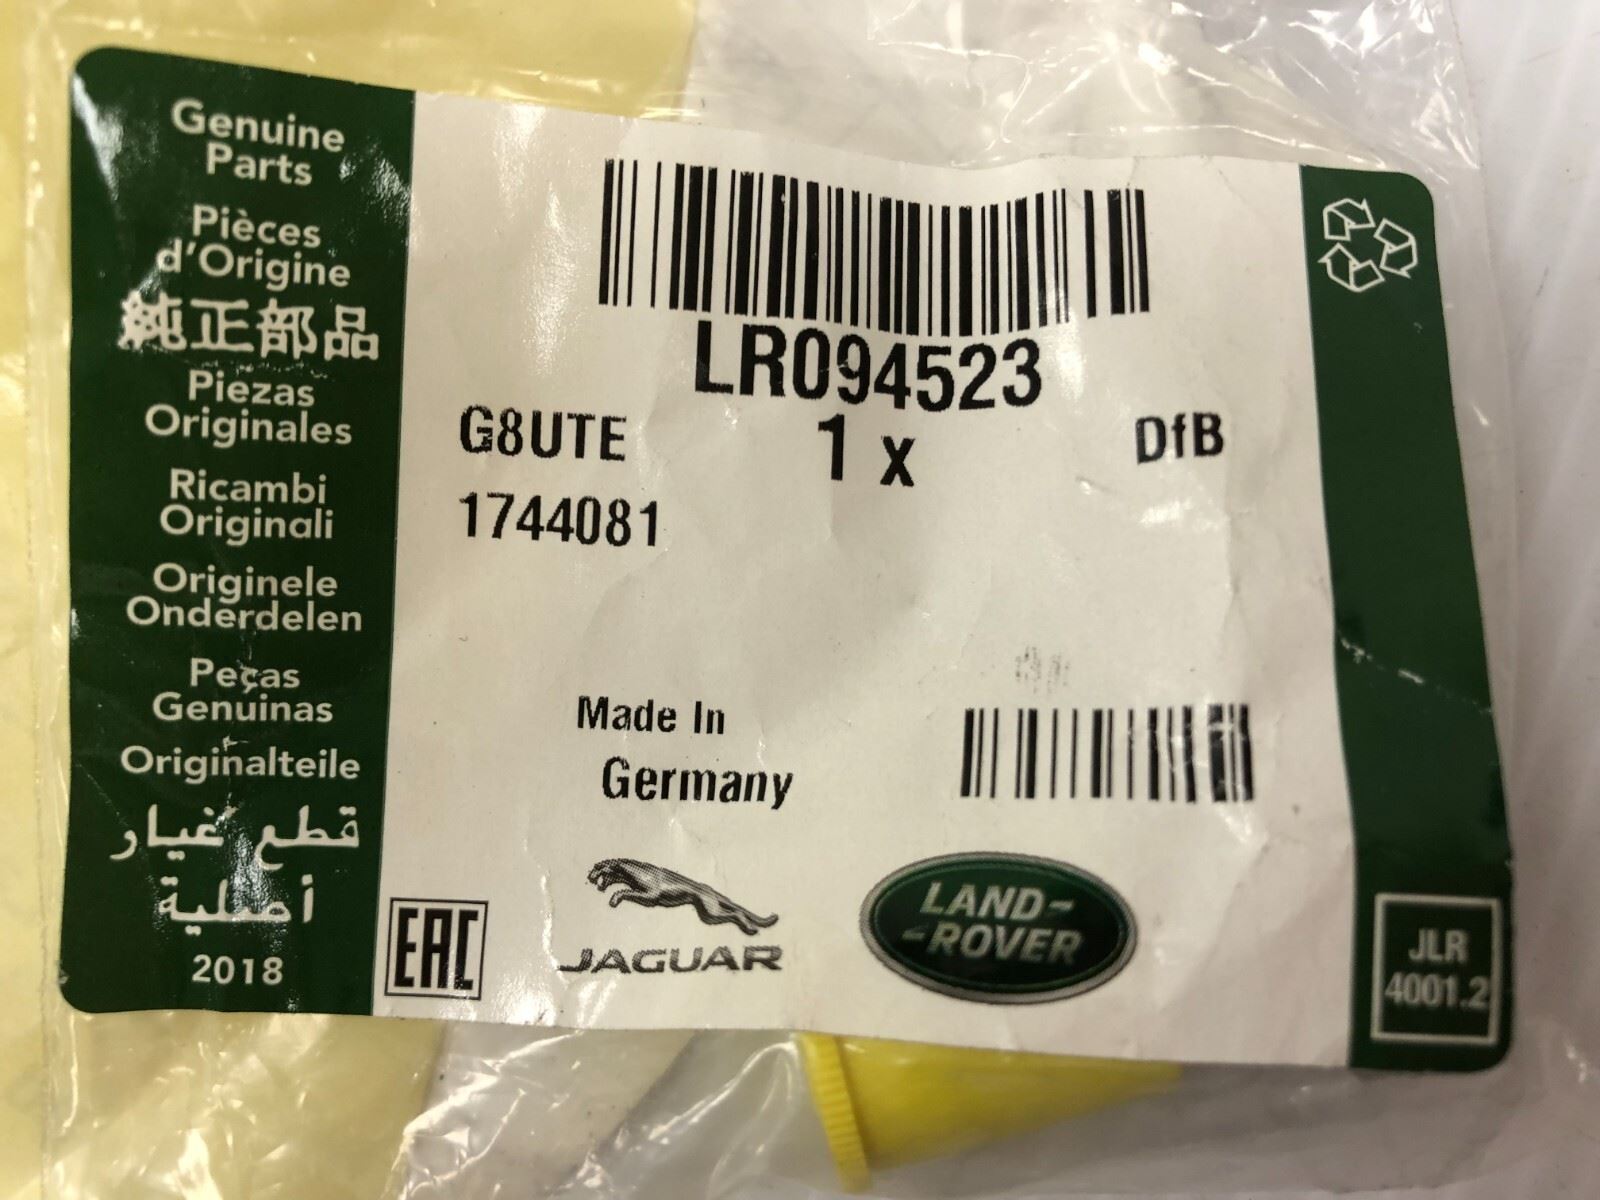 Genuine
Parts
Pièces
d'Origine
純正部品
Piezas
Originales
Ricambi
Originali
Originele
Onderdelen
Peças
Genuinas
Originalteile
قطع غيار
أصلية
2018
LR094523
G8UTE
1 x
DfB
1744081
Made In
Germany
EAC
JAGUAR
LAND-
-ROVER
JLR
4001.2